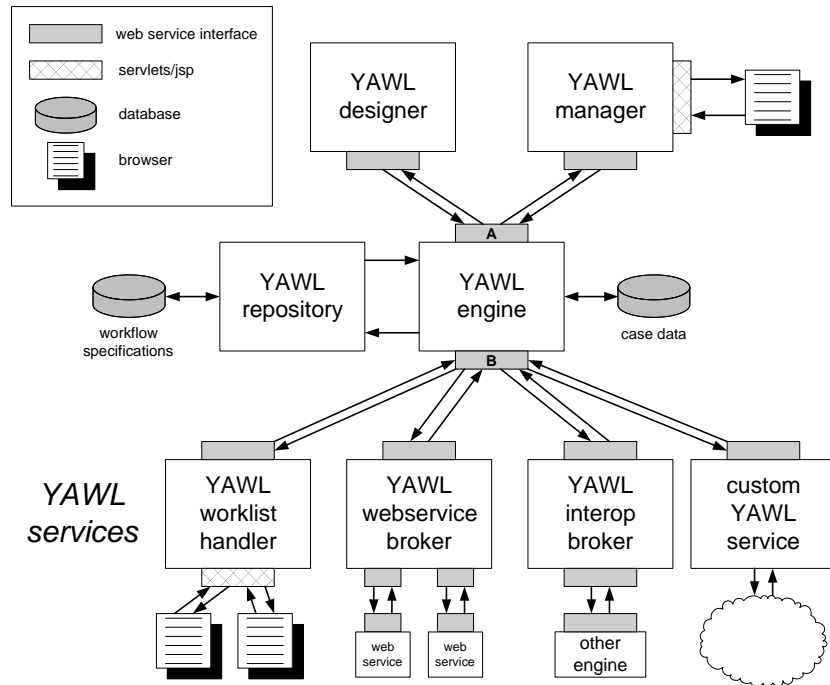 web service interface
servlets/jsp
database
browser
YAWL
designer
YAWL
manager
A
YAWL
repository
YAWL
engine
workflow
specifications
case data
B
YAWL
services
YAWL
worklist
handler
YAWL
webservice
broker
YAWL
interop
broker
custom
YAWL
service
web
service
web
service
other
engine